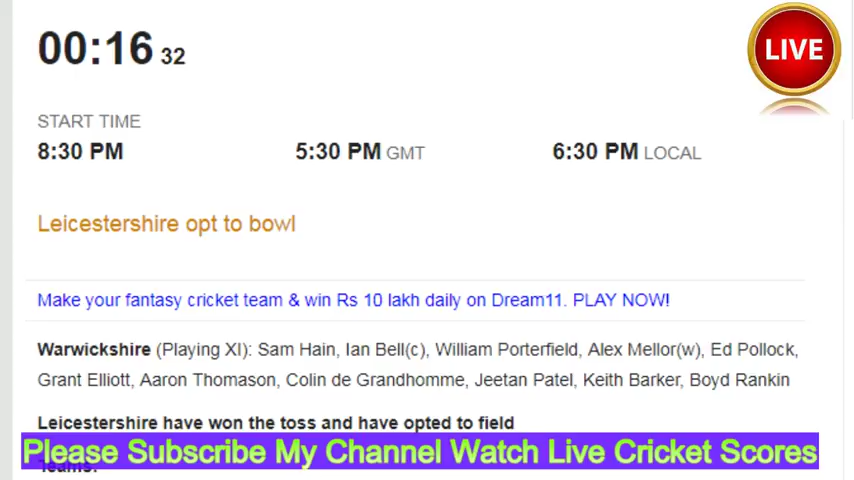 00:16 32
LIVE
START TIME
8:30 PM 5:30 PM GMT 6:30 PM LOCAL
Leicestershire opt to bowl
Make your fantasy cricket team & win Rs 10 lakh daily on Dream11. PLAY NOW!
Warwickshire (Playing XI): Sam Hain, Ian Bell(c), William Porterfield, Alex Mellor(w), Ed Pollock,
Grant Elliott, Aaron Thomason, Colin de Grandhomme, Jeetan Patel, Keith Barker, Boyd Rankin
Leicestershire have won the toss and have opted to field
Please Subscribe My Channel Watch Live Cricket Scores
Teams: